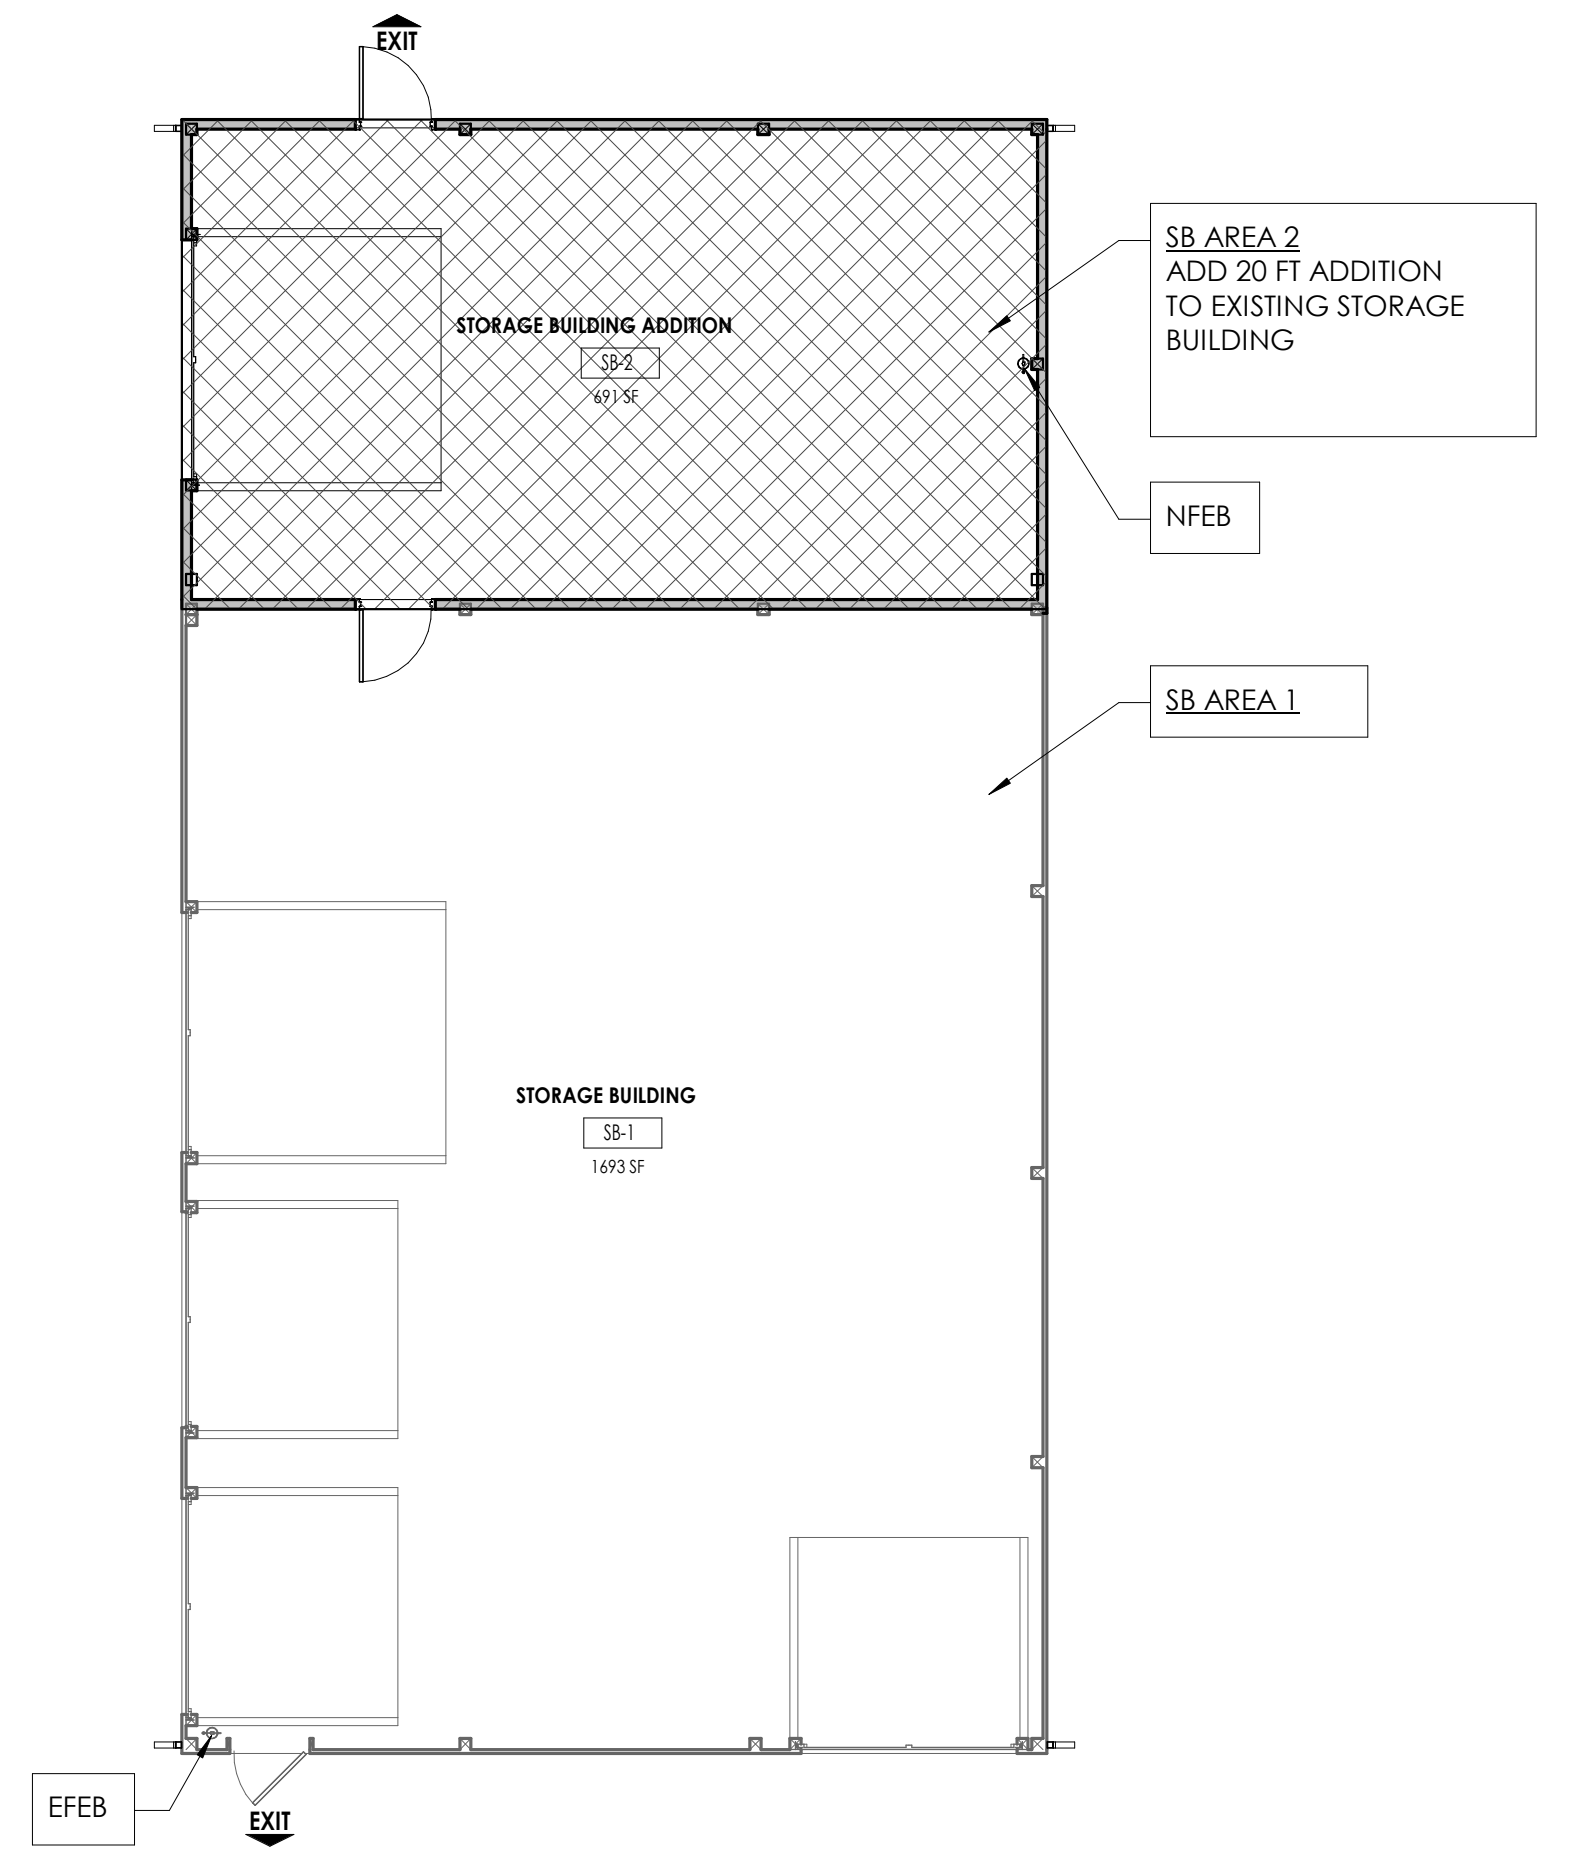 EXIT
SB AREA 2
ADD 20 FT ADDITION
TO EXISTING STORAGE
BUILDING
STORAGE BUILDING ADDITION
SB-2
691 SF
NFEB
SB AREA 1
STORAGE BUILDING
SB-1
1693 SF
EFEB
EXIT